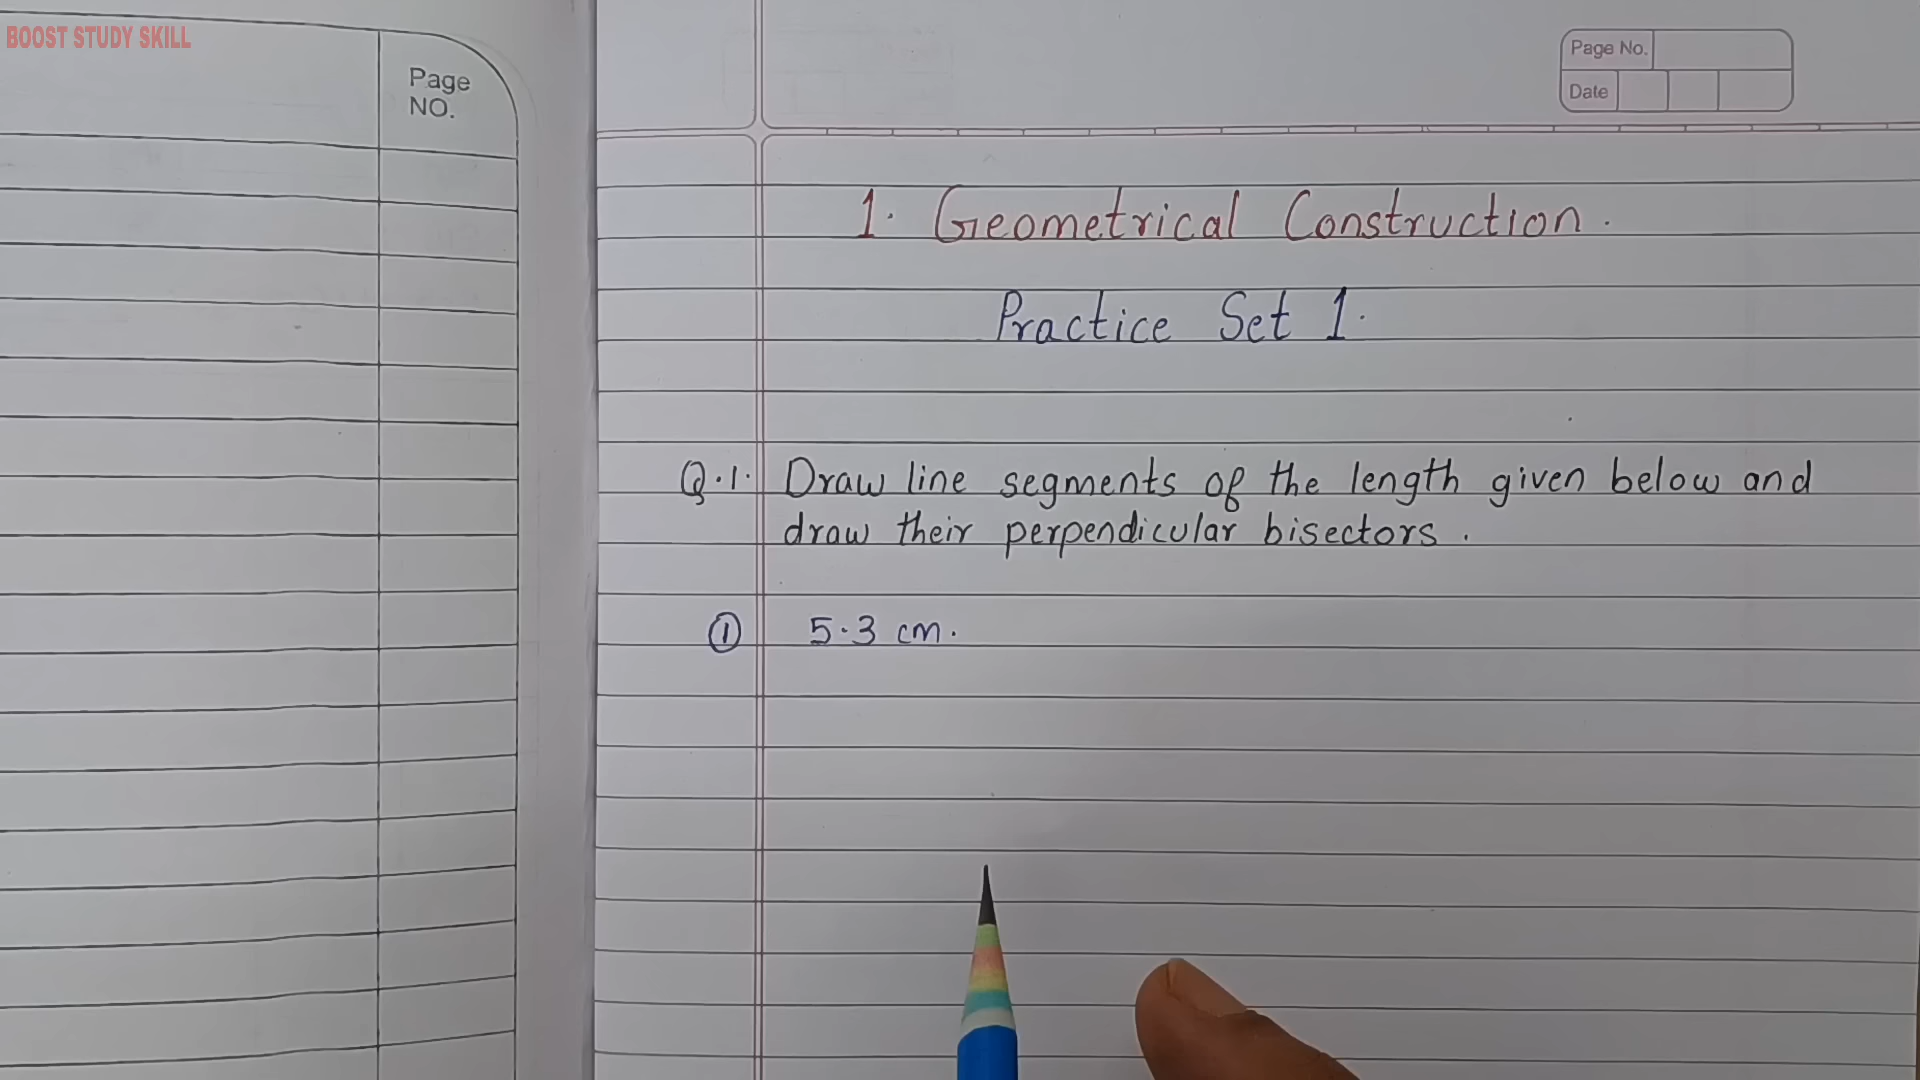 BOOST STUDY SKILL
Page
NO.
Page No.
Date
1. Geometrical Construction.
Practice Set 1.
Q.1. Draw line segments of the length given below and
draw their perpendicular bisectors.
① 5.3 cm.